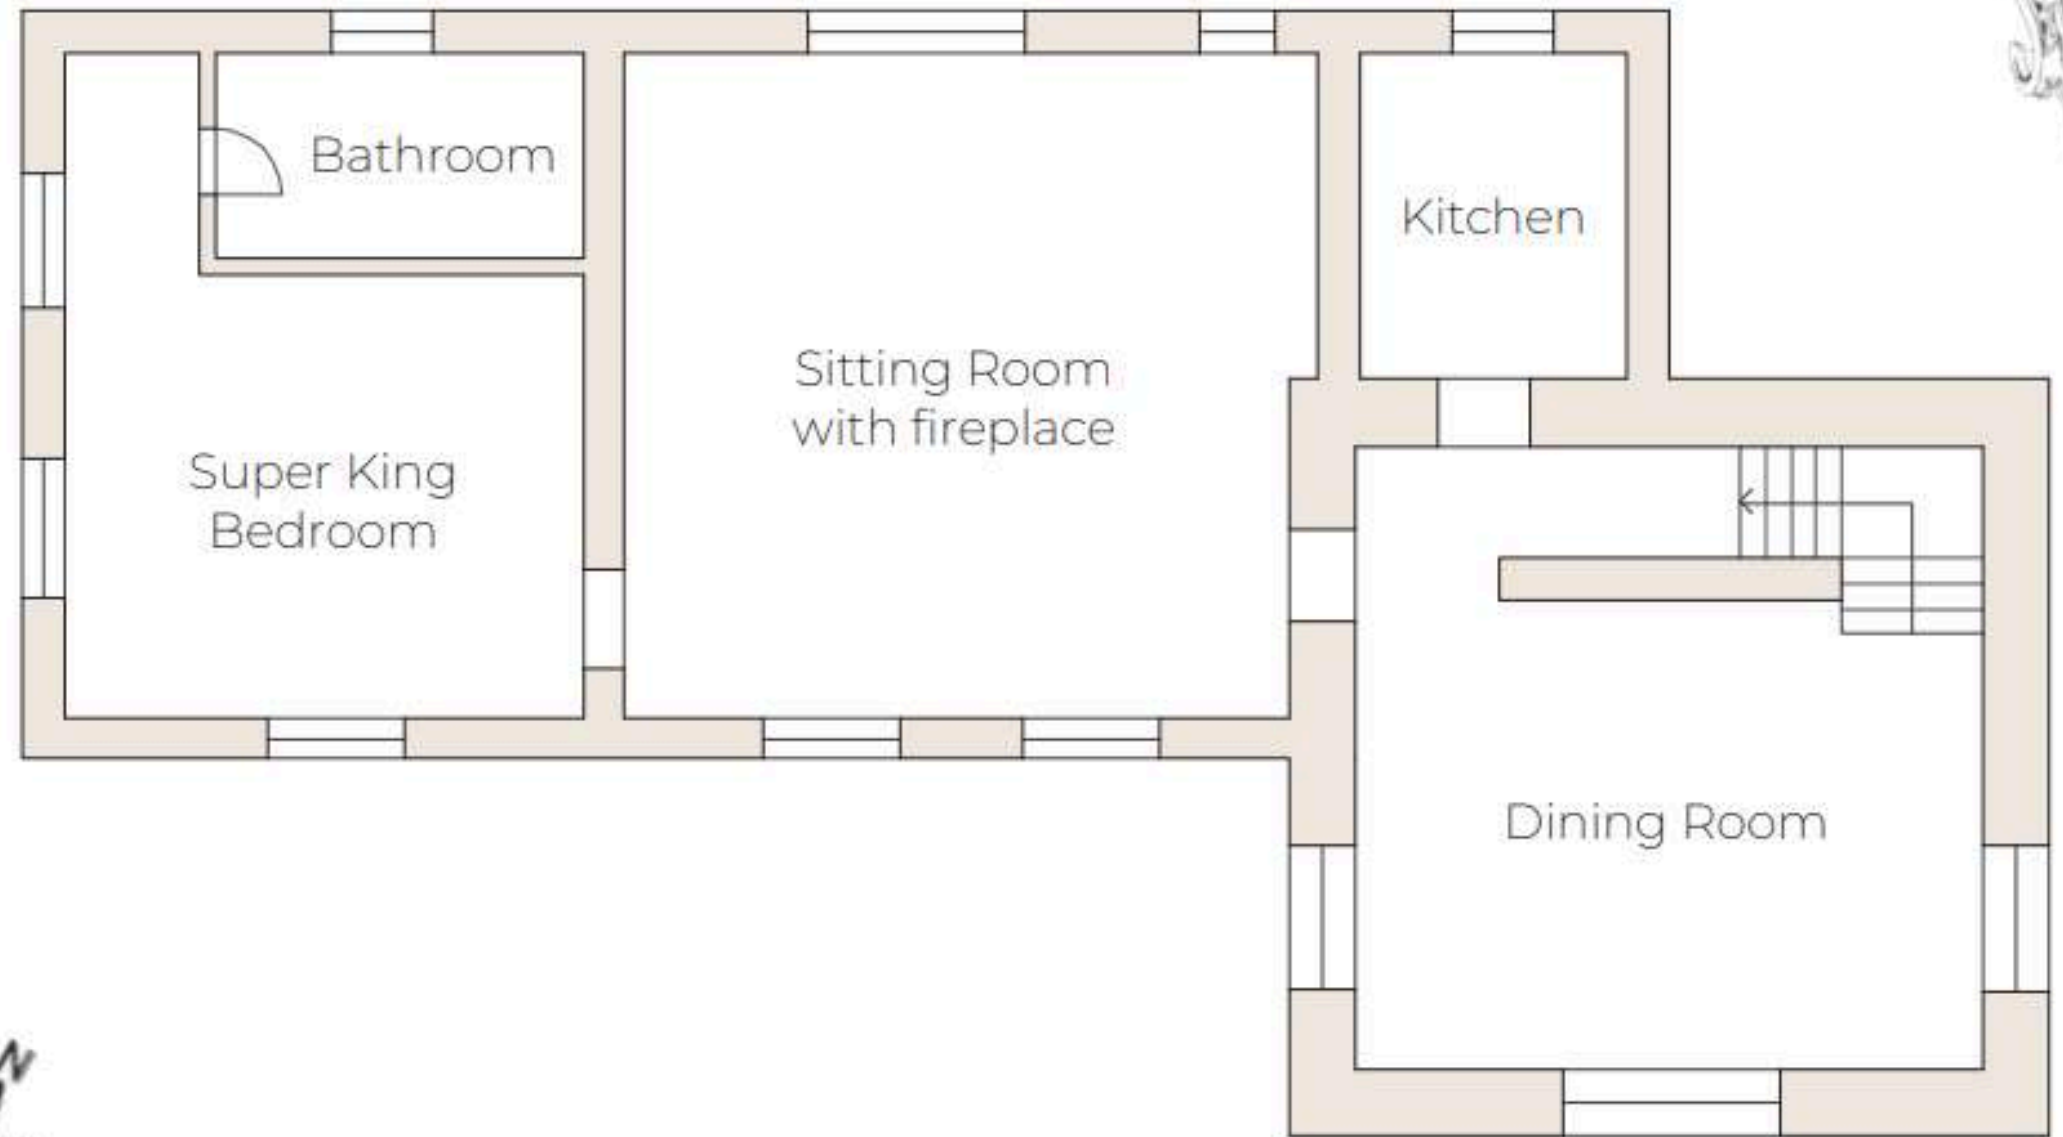 Bathroom
Kitchen
Sitting Room
with fireplace
Super King
Bedroom
Dining Room